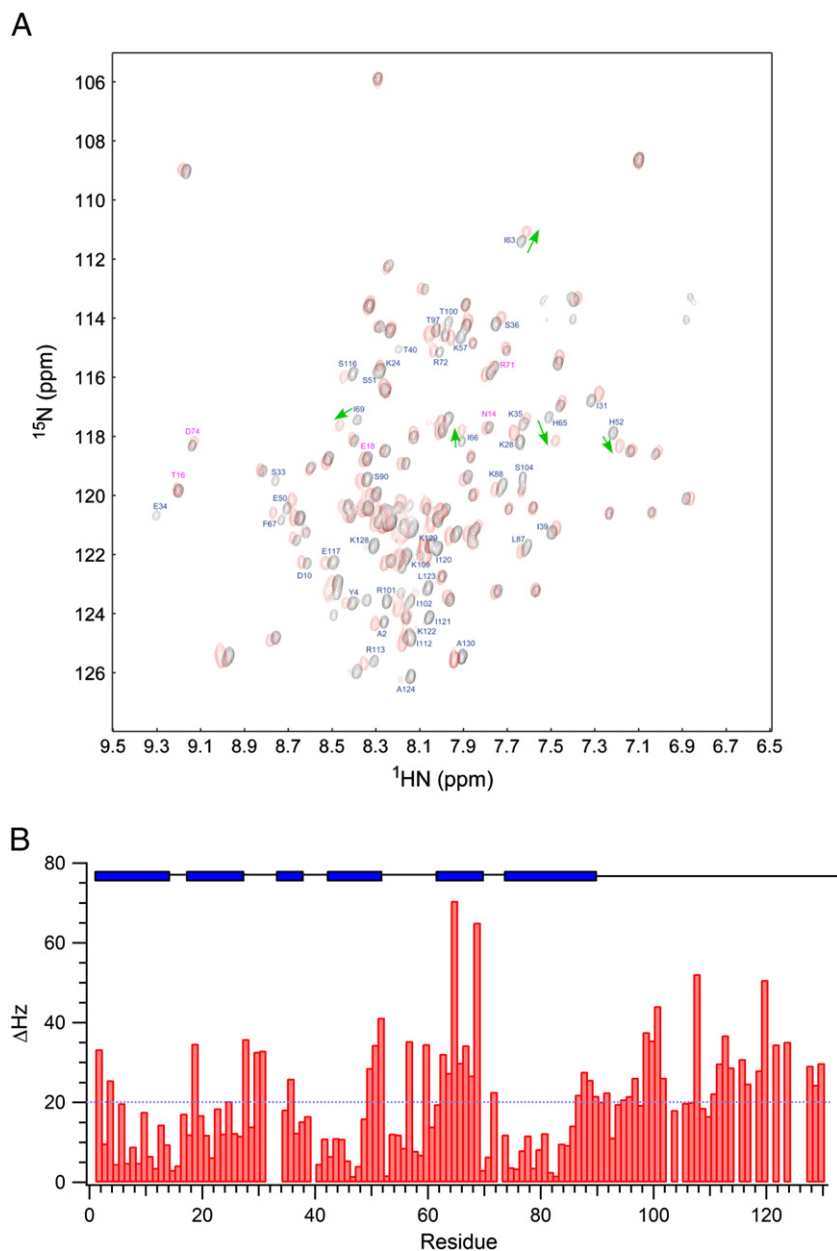 A
106
108
110
112
114
116
118
120
122
124
126
15N (ppm)
I63
T100
T97
S36
K57
T40
R72
S116
K24
S51
R71
I31
I69
N14
K35
H65
H52
D74
E18
I66
K28
S33
S90
K88
S104
T16
E34
E50
F67
I39
K128
K129
I120
L87
E117
K109
D10
L123
Y4
R101
I102
A2
I121
K122
I112
R113
A130
A124
9.5 9.3 9.1 8.9 8.7 8.5 8.3 8.1 7.9 7.7 7.5 7.3 7.1 6.9 6.7 6.5
1HN (ppm)
B
80
60
40
20
0
ΔHz
0 20 40 60 80 100 120
Residue